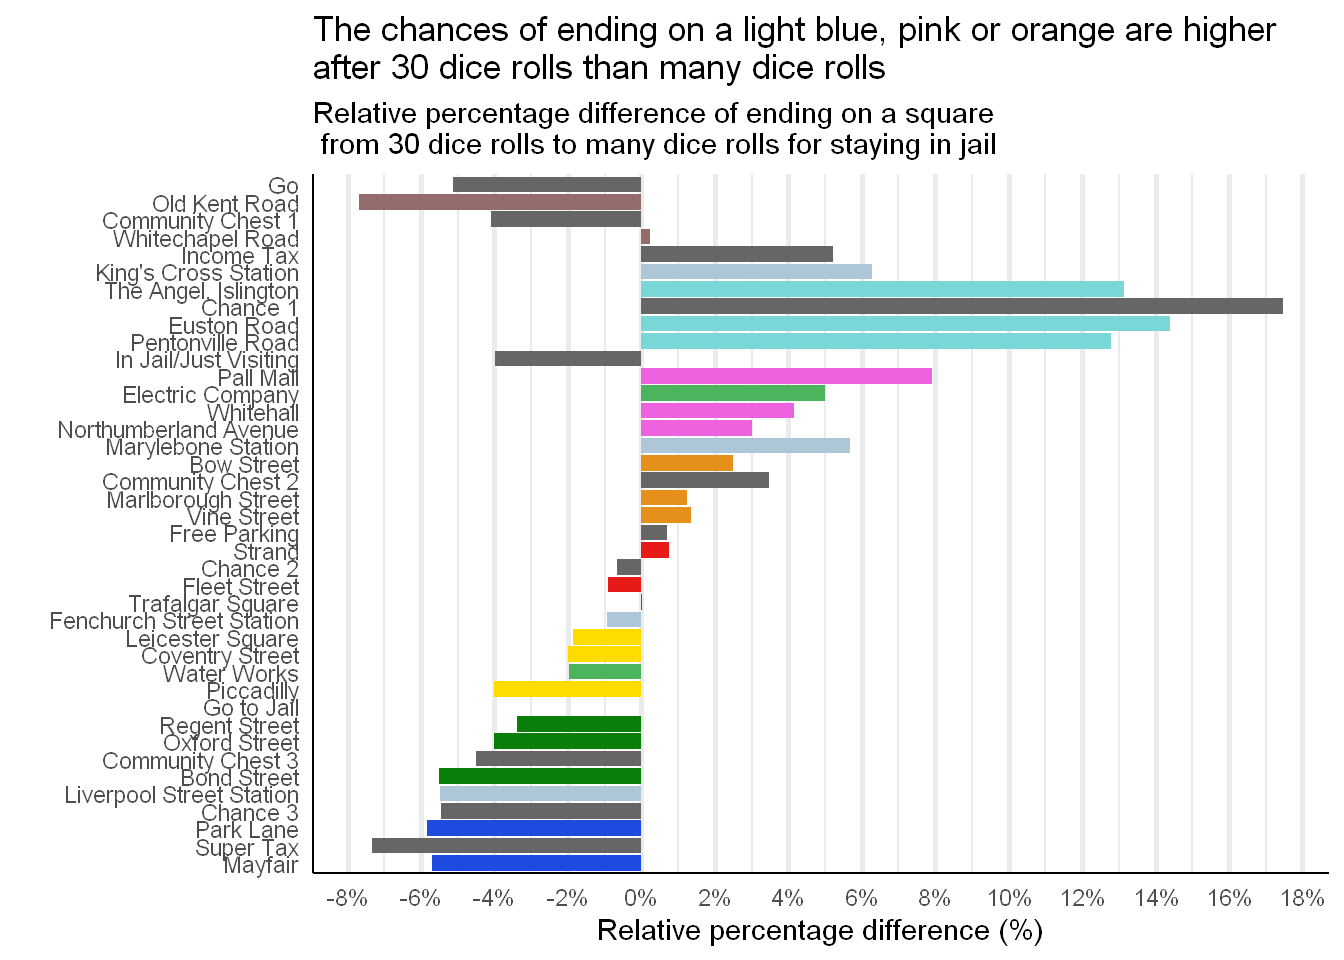 The chances of ending on a light blue, pink or orange are higher
after 30 dice rolls than many dice rolls
Relative percentage difference of ending on a square
from 30 dice rolls to many dice rolls for staying in jail
Go
Old Kent Road
Community Chest 1
Whitechapel Road
Income Tax
King's Cross Station
The Angel, Islington
Chance 1
Euston Road
Pentonville Road
In Jail/Just Visiting
Pall Mall
Electric Company
Whitehall
Northumberland Avenue
Marylebone Station
Bow Street
Community Chest 2
Marlborough Street
Vine Street
Free Parking
Strand
Chance 2
Fleet Street
Trafalgar Square
Fenchurch Street Station
Leicester Square
Coventry Street
Water Works
Piccadilly
Go to Jail
Regent Street
Oxford Street
Community Chest 3
Bond Street
Liverpool Street Station
Chance 3
Park Lane
Super Tax
Mayfair
-8% -6% -4% -2% 0% 2% 4% 6% 8% 10% 12% 14% 16% 18%
Relative percentage difference (%)